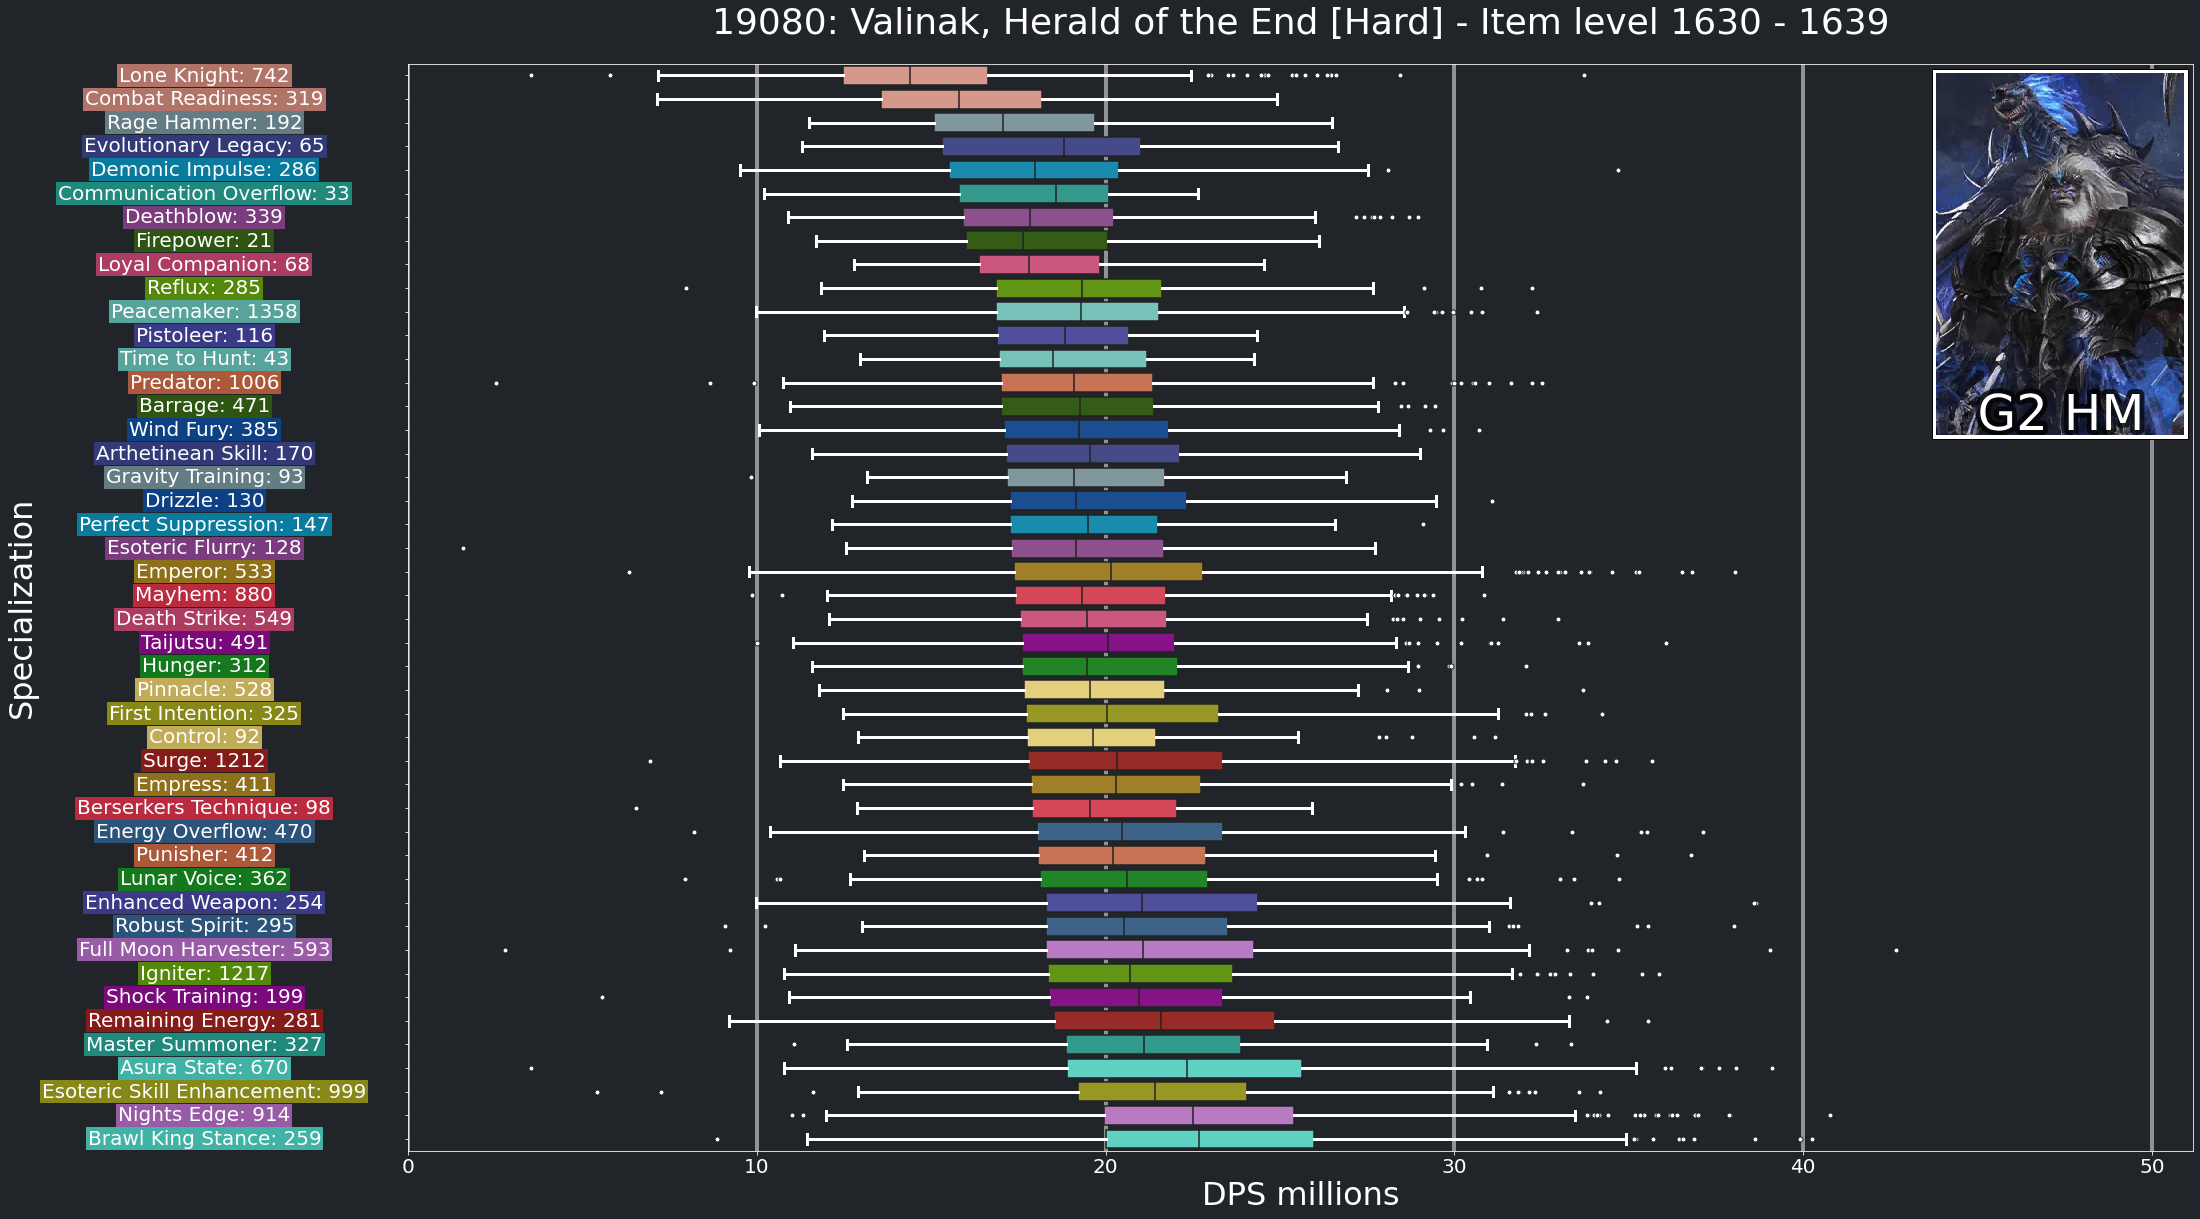 19080: Valinak, Herald of the End [Hard] - Item level 1630 - 1639
Lone Knight: 742
Combat Readiness: 319
Rage Hammer: 192
Evolutionary Legacy: 65
Demonic Impulse: 286
Communication Overflow: 33
Deathblow: 339
Firepower: 21
Loyal Companion: 68
Reflux: 285
Peacemaker: 1358
Pistoleer: 116
Time to Hunt: 43
Predator: 1006
Barrage: 471
Wind Fury: 385
Arthetinean Skill: 170
Gravity Training: 93
Drizzle: 130
Perfect Suppression: 147
Esoteric Flurry: 128
Emperor: 533
Mayhem: 880
Death Strike: 549
Taijutsu: 491
Hunger: 312
Pinnacle: 528
First Intention: 325
Control: 92
Surge: 1212
Empress: 411
Berserkers Technique: 98
Energy Overflow: 470
Punisher: 412
Lunar Voice: 362
Enhanced Weapon: 254
Robust Spirit: 295
Full Moon Harvester: 593
Igniter: 1217
Shock Training: 199
Remaining Energy: 281
Master Summoner: 327
Asura State: 670
Esoteric Skill Enhancement: 999
Nights Edge: 914
Brawl King Stance: 259
Specialization
G2 HM
0 10 20 30 40 50
DPS millions